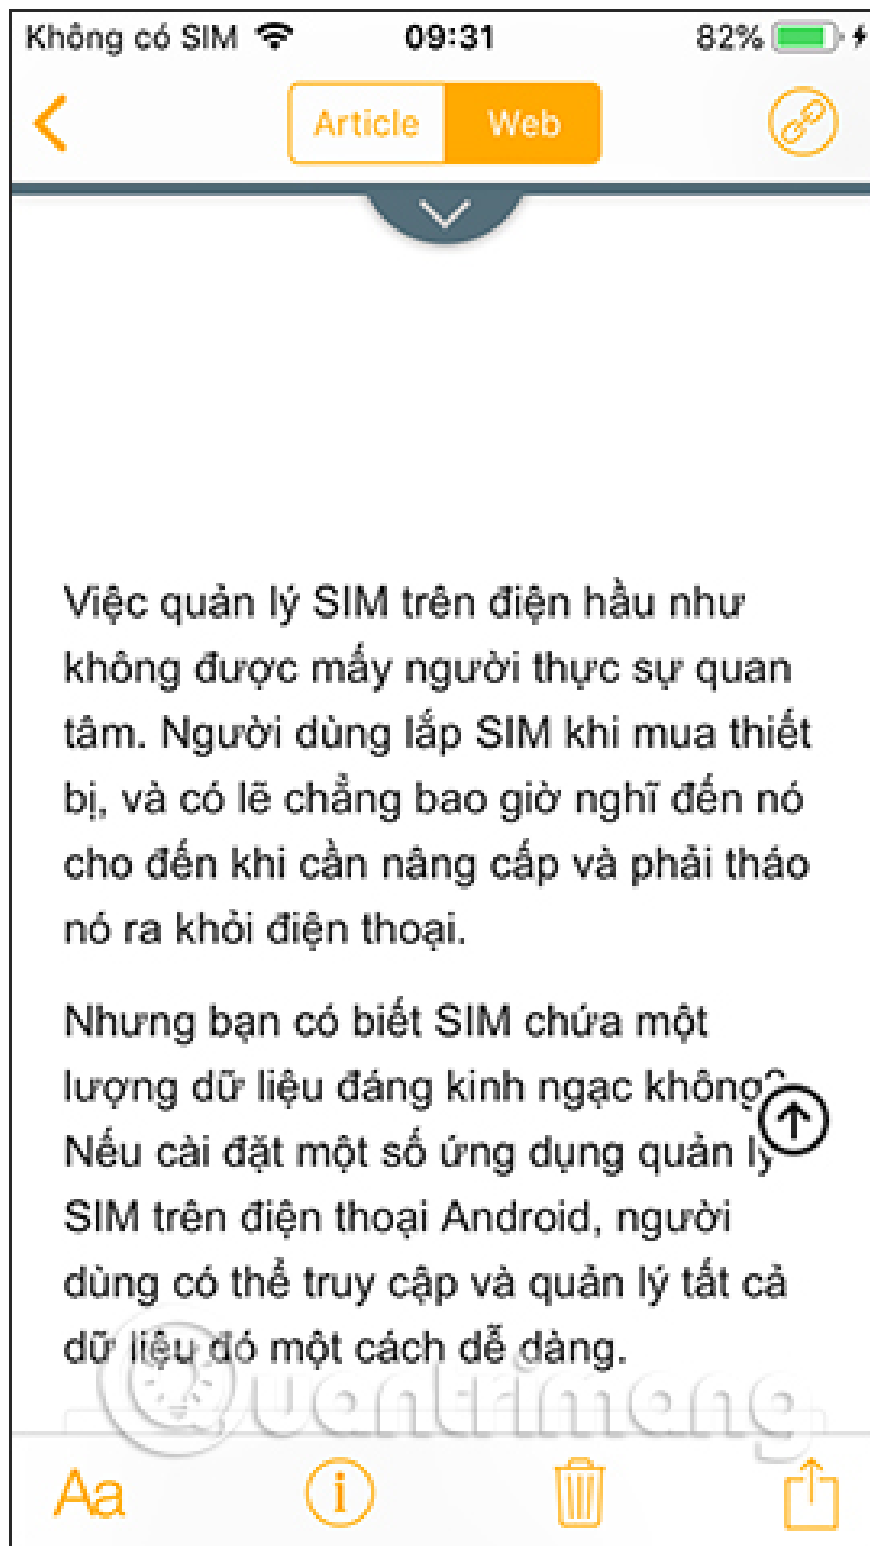 Không có SIM 09:31 82%
Article Web
Việc quản lý SIM trên điện hầu như
không được mấy người thực sự quan
tâm. Người dùng lắp SIM khi mua thiết
bị, và có lẽ chẳng bao giờ nghĩ đến nó
cho đến khi cần nâng cấp và phải tháo
nó ra khỏi điện thoại.
Nhưng bạn có biết SIM chứa một
lượng dữ liệu đáng kinh ngạc không?
Nếu cài đặt một số ứng dụng quản lý
SIM trên điện thoại Android, người
dùng có thể truy cập và quản lý tất cả
dữ liệu đó một cách dễ dàng.
Quantrimang
Aa i